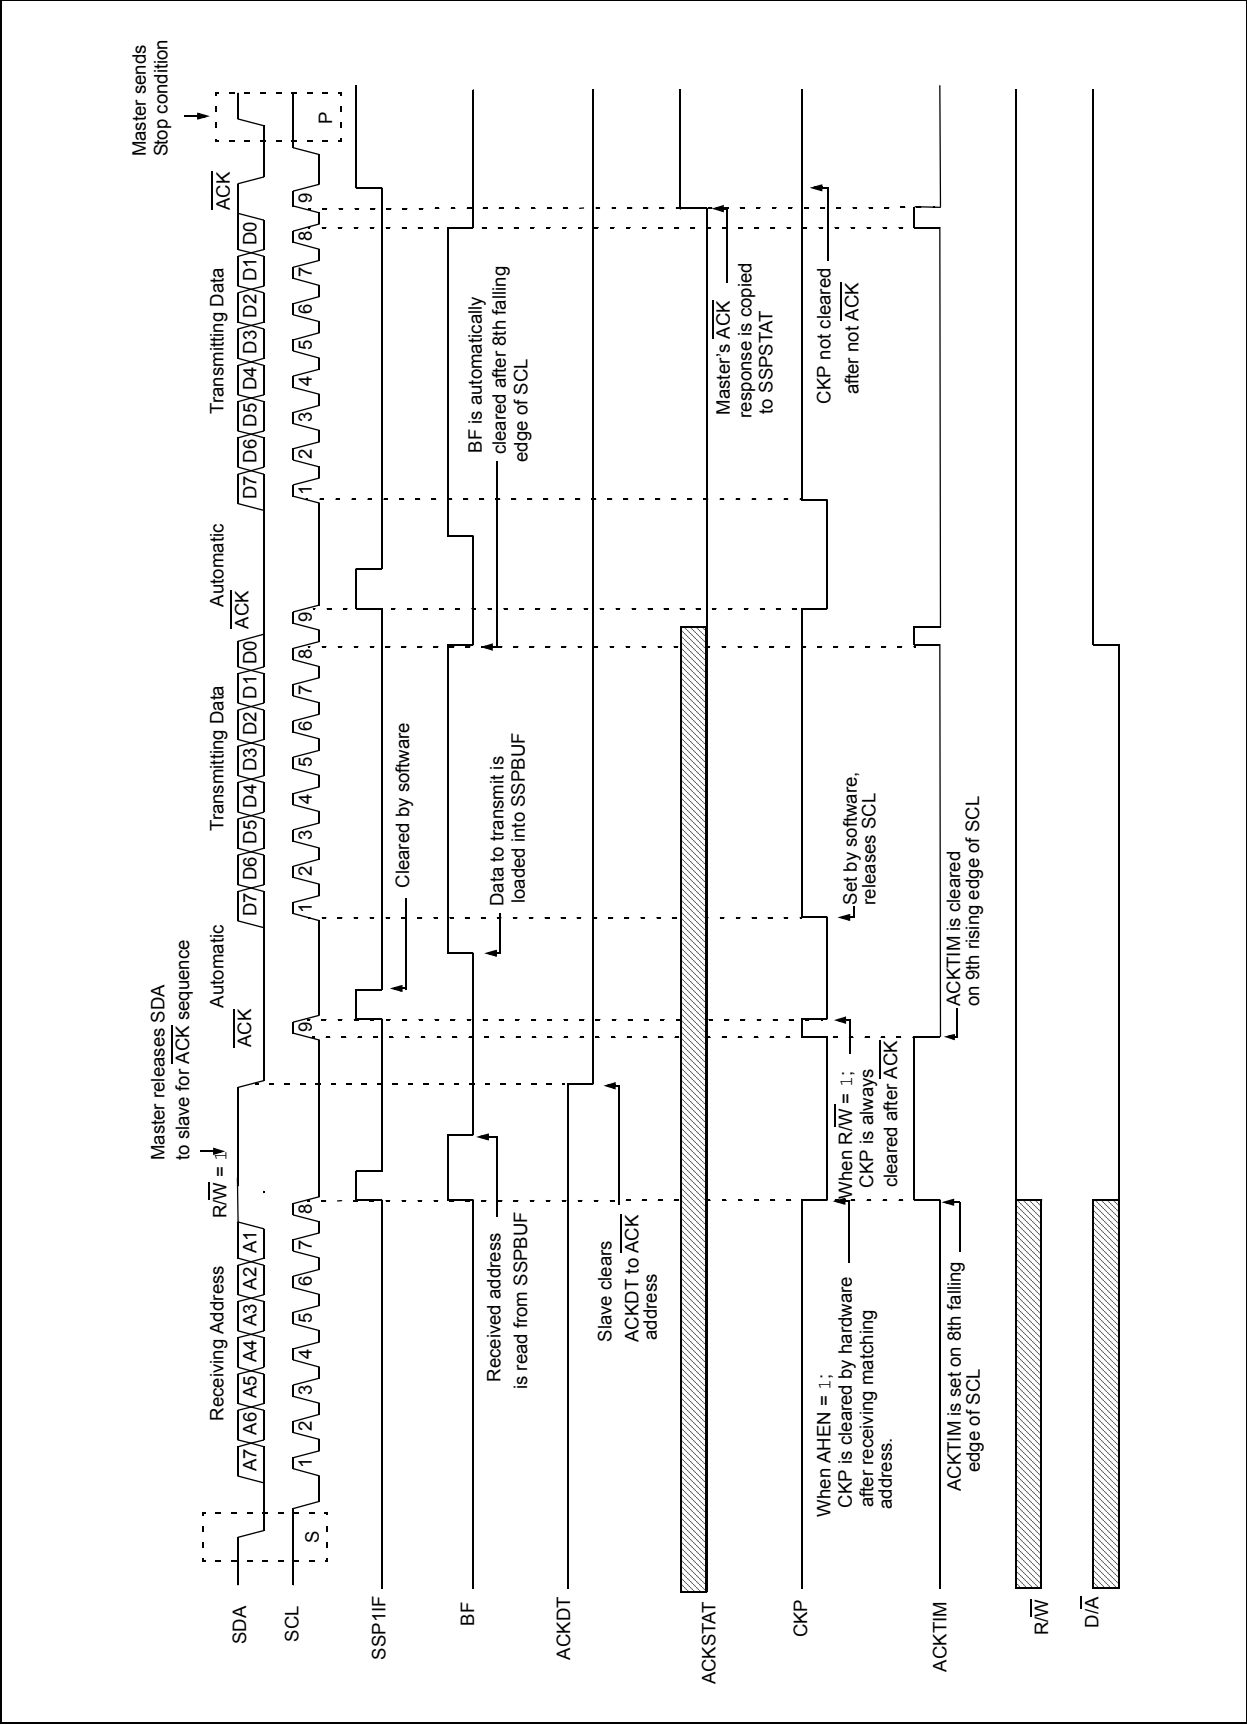 Master releases SDA
to slave for ACK sequence
Master sends
Stop condition
Receiving Address
R/W = 1
ACK
Automatic
Transmitting Data
ACK
Automatic
Transmitting Data
ACK
SDA
A7 A6 A5 A4 A3 A2 A1
D7 D6 D5 D4 D3 D2 D1 D0
D7 D6 D5 D4 D3 D2 D1 D0
SCL
S
1 2 3 4 5 6 7 8 9
1 2 3 4 5 6 7 8 9
1 2 3 4 5 6 7 8 9
P
SSP1IF
Cleared by software
BF
Received address
is read from SSPBUF
Data to transmit is
loaded into SSPBUF
BF is automatically
cleared after 8th falling
edge of SCL
ACKDT
Slave clears
ACKDT to ACK
address
ACKSTAT
Master's ACK
response is copied
to SSPSTAT
CKP
When AHEN = 1;
CKP is cleared by hardware
after receiving matching
address.
When R/W = 1;
CKP is always
cleared after ACK
Set by software,
releases SCL
CKP not cleared
after not ACK
ACKTIM
ACKTIM is set on 8th falling
edge of SCL
ACKTIM is cleared
on 9th rising edge of SCL
R/W
D/A